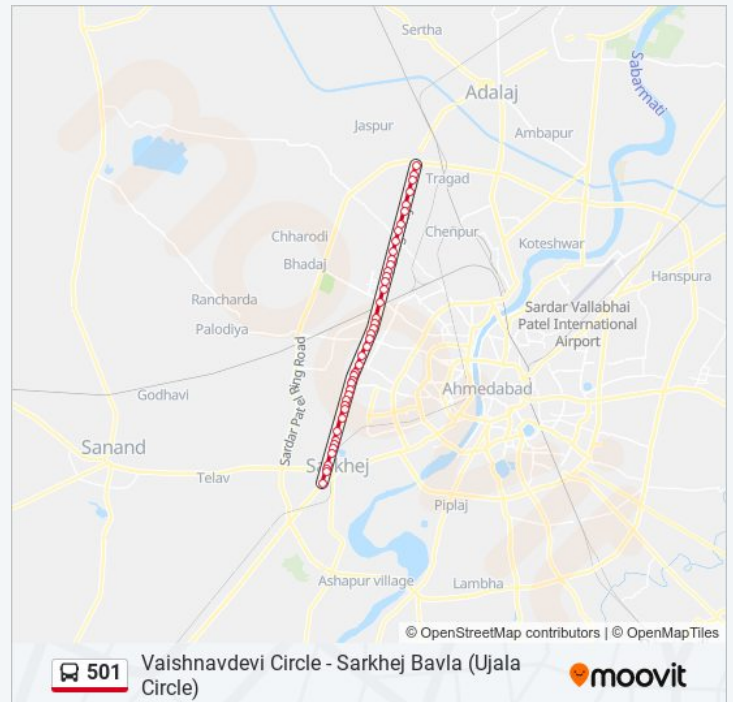 Sertha
Adalaj
Sabarmati
Jaspur
Ambapur
Tragad
Chharodi
Chenpur
Koteshwar
Bhadaj
Hanspura
Rancharda
Sardar Vallabhai
Patel International
Airport
Palodiya
Sardar Patel Ring Road
Godhavi
Ahmedabad
Sanand
Sarkhej
Telav
Piplaj
Ashapur village
Lambha
© OpenStreetMap contributors | © OpenMapTiles
501
Vaishnavdevi Circle - Sarkhej Bavla (Ujala
Circle)
moovit